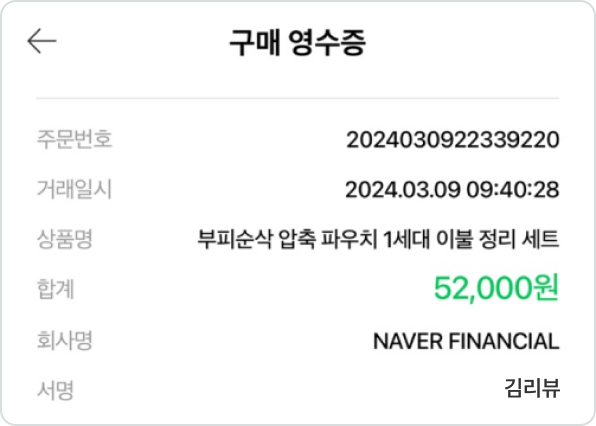 구매 영수증
주문번호 2024030922339220
거래일시 2024.03.09 09:40:28
상품명 부피순삭 압축 파우치 1세대 이불 정리 세트
합계 52,000원
회사명 NAVER FINANCIAL
서명 김리뷰